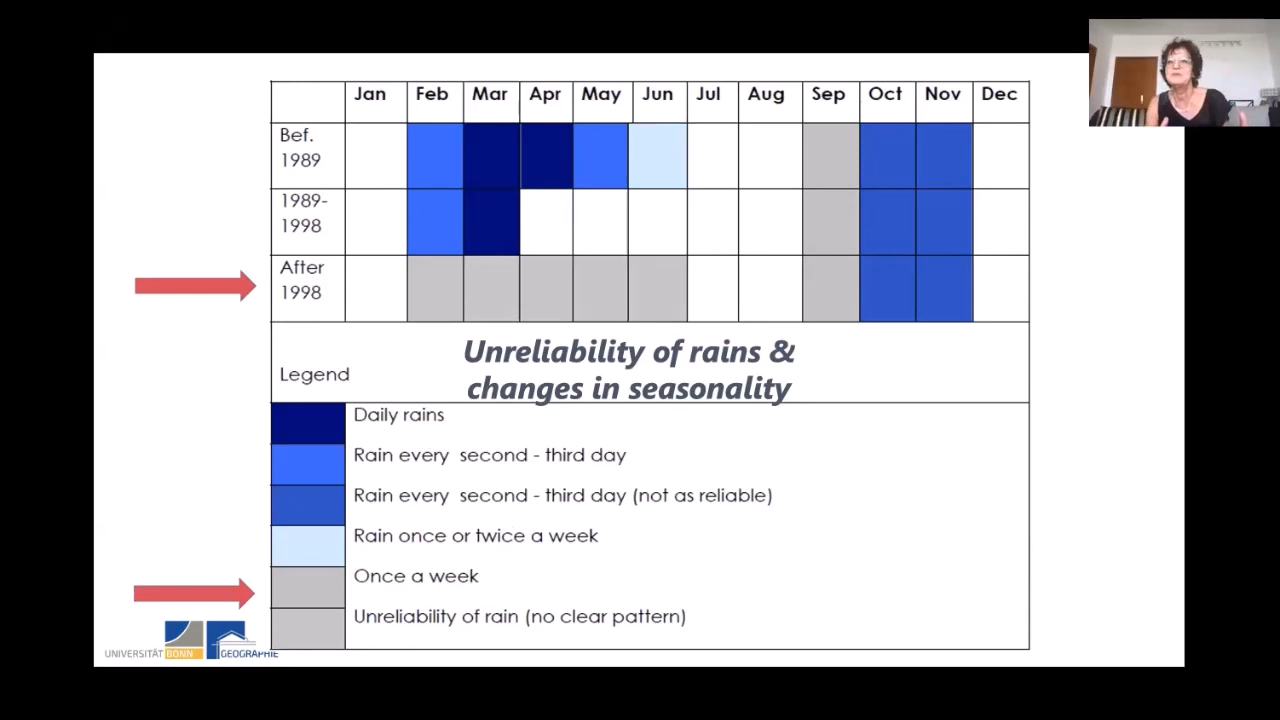 Jan Feb Mar Apr May Jun Jul Aug Sep Oct Nov Dec
Bef.
1989
1989-
1998
After
1998
Unreliability of rains &
changes in seasonality
Legend
Daily rains
Rain every second - third day
Rain every second - third day (not as reliable)
Rain once or twice a week
Once a week
Unreliability of rain (no clear pattern)
UNIVERSITÄT BONN GEOGRAPHIE